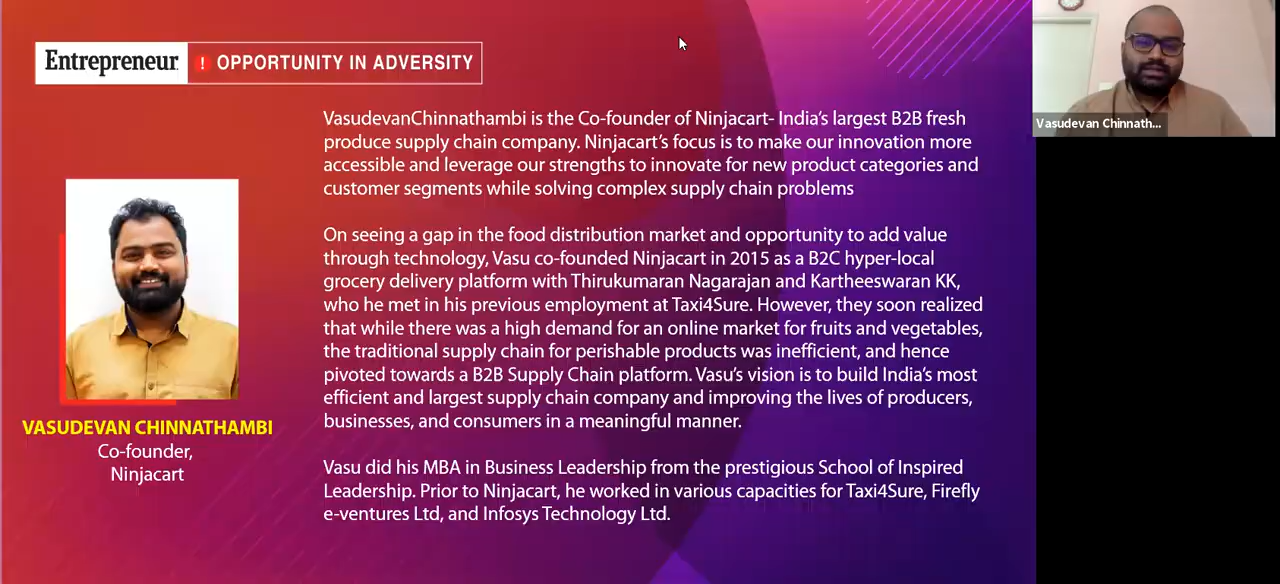 Entrepreneur
! OPPORTUNITY IN ADVERSITY
VasudevanChinnathambi is the Co-founder of Ninjacart- India's largest B2B fresh
produce supply chain company. Ninjacart's focus is to make our innovation more
accessible and leverage our strengths to innovate for new product categories and
customer segments while solving complex supply chain problems
On seeing a gap in the food distribution market and opportunity to add value
through technology, Vasu co-founded Ninjacart in 2015 as a B2C hyper-local
grocery delivery platform with Thirukumaran Nagarajan and Kartheeswaran KK,
who he met in his previous employment at Taxi4Sure. However, they soon realized
that while there was a high demand for an online market for fruits and vegetables,
the traditional supply chain for perishable products was inefficient, and hence
pivoted towards a B2B Supply Chain platform. Vasu's vision is to build India's most
efficient and largest supply chain company and improving the lives of producers,
businesses, and consumers in a meaningful manner.
Vasu did his MBA in Business Leadership from the prestigious School of Inspired
Leadership. Prior to Ninjacart, he worked in various capacities for Taxi4Sure, Firefly
e-ventures Ltd, and Infosys Technology Ltd.
VASUDEVAN CHINNATHAMBI
Co-founder,
Ninjacart
Vasudevan Chinnath...